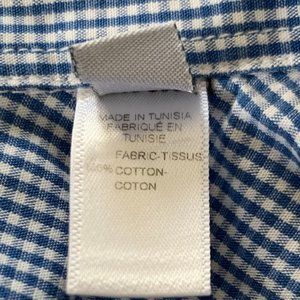 MADE IN TUNISIA
FABRIQUÉ EN
TUNISIE
FABRIC-TISSUS
100% COTTON-
COTON